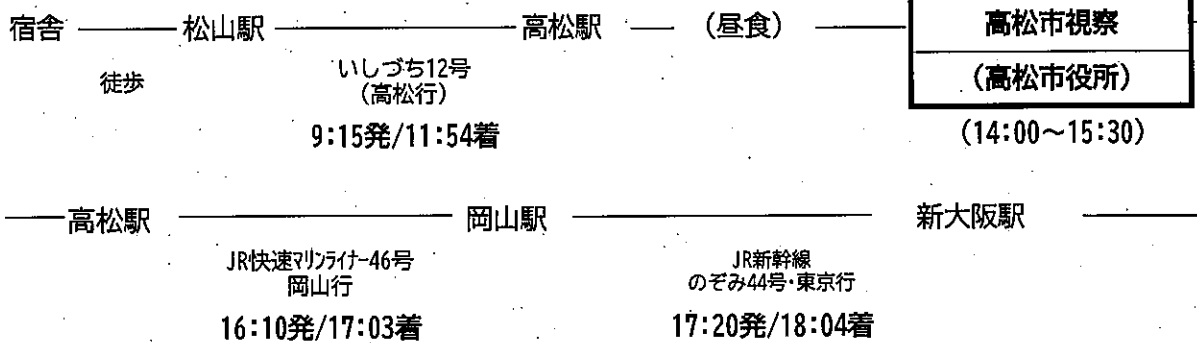 宿舎 松山駅 高松駅 (昼食) 高松市視察
徒歩 いしづち12号 (高松市役所)
(高松行)
9:15発/11:54着 (14:00～15:30)
高松駅 岡山駅 新大阪駅
JR快速マリンライナー46号 JR新幹線
岡山行 のぞみ44号・東京行
16:10発/17:03着 17:20発/18:04着